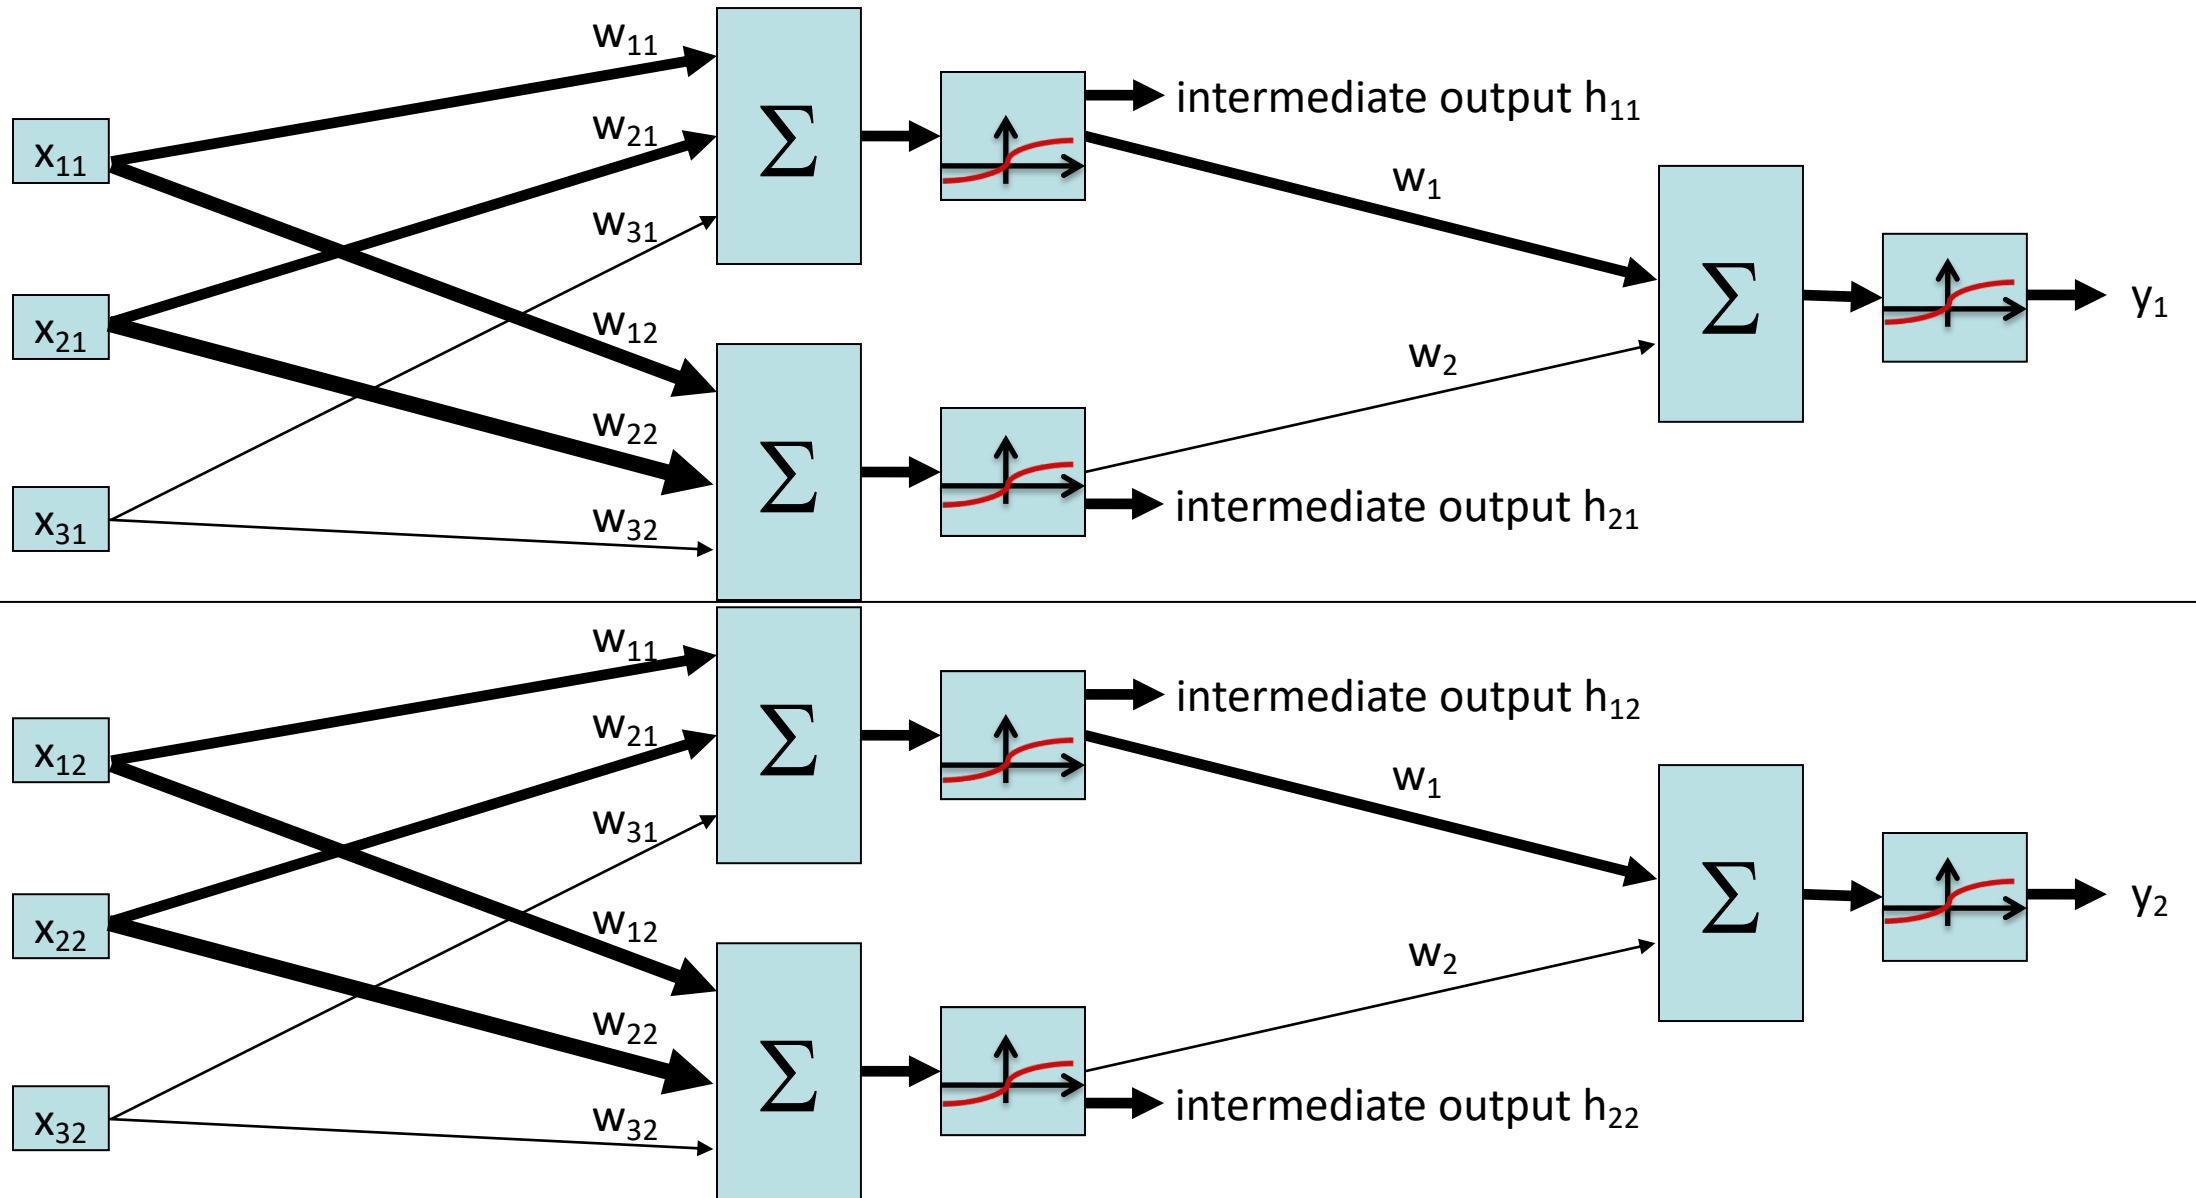 w₁₁
intermediate output h₁₁
w₂₁
Σ
x₁₁
w₁
w₃₁
Σ
y₁
x₂₁
w₁₂
w₂
w₂₂
Σ
intermediate output h₂₁
x₃₁
w₃₂
w₁₁
intermediate output h₁₂
w₂₁
Σ
x₁₂
w₁
w₃₁
Σ
y₂
x₂₂
w₁₂
w₂
w₂₂
Σ
intermediate output h₂₂
x₃₂
w₃₂